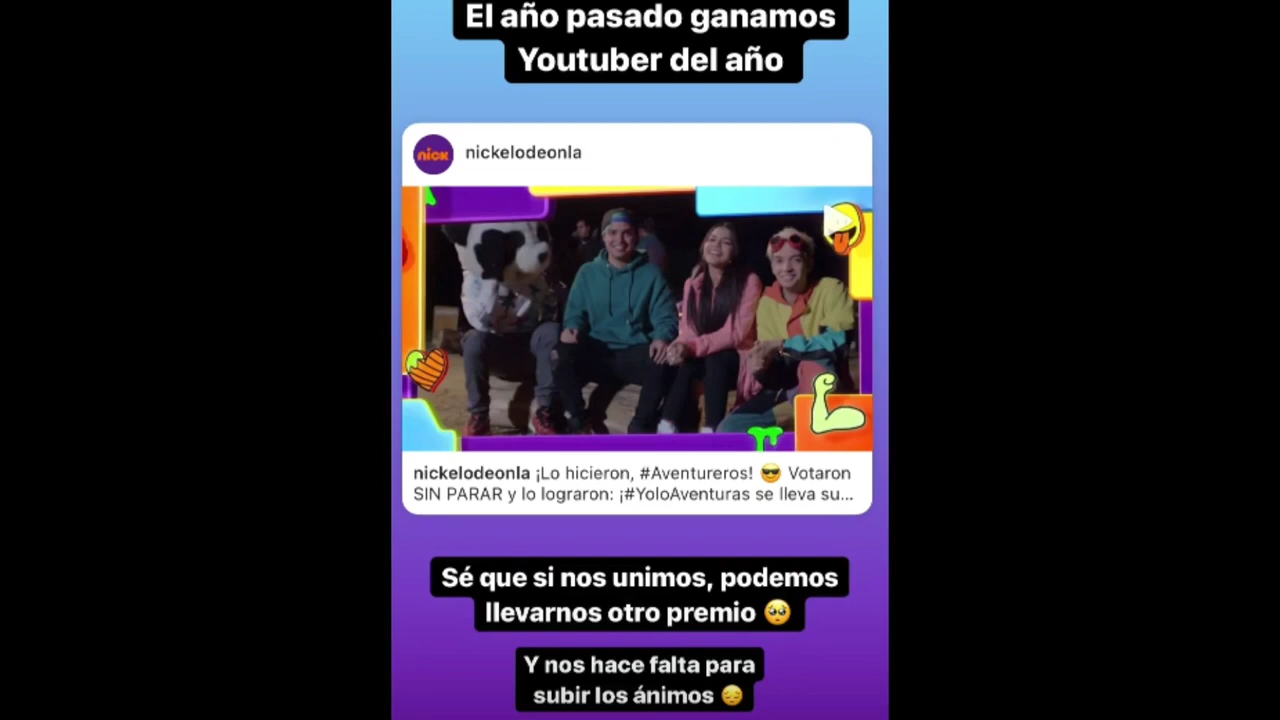 El año pasado ganamos
Youtuber del año
nick
nickelodeonla
nickelodeonla ¡Lo hicieron, #Aventureros! 😎 Votaron
SIN PARAR y lo lograron: ¡#YoloAventuras se lleva su...
Sé que si nos unimos, podemos
llevarnos otro premio 🥺
Y nos hace falta para
subir los ánimos 😔